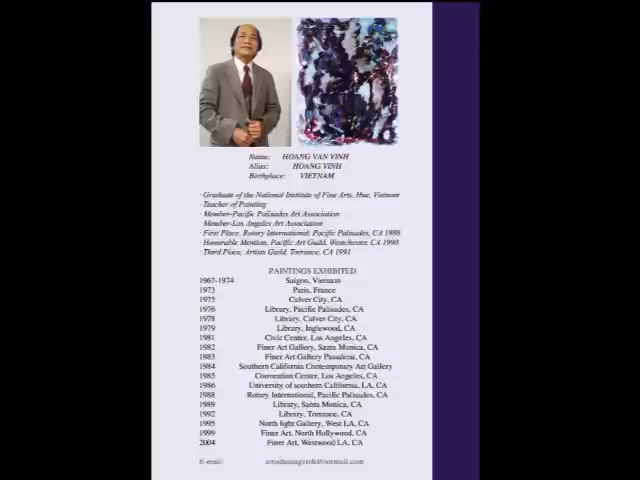 Name: HOANG VAN VINH
Alias: HOANG VINH
Birthplace: VIETNAM
· Graduate of the National Institute of Fine Arts, Hue, Vietnam
· Teacher of Painting
· Member-Pacific Palisades Art Association
· Member-Los Angeles Art Association
· First Place, Rotary International, Pacific Palisades, CA 1988
· Honorable Mention, Pacific Art Guild, Westchester, CA 1990
· Third Place, Artists Guild, Torrance, CA 1991
PAINTINGS EXHIBITED
1967-1974 Saigon, Vietnam
1973 Paris, France
1975 Culver City, CA
1976 Library, Pacific Palisades, CA
1978 Library, Culver City, CA
1979 Library, Inglewood, CA
1981 Civic Center, Los Angeles, CA
1982 Finer Art Gallery, Santa Monica, CA
1983 Finer Art Gallery Pasadena, CA
1984 Southern California Contemporary Art Gallery
1985 Convention Center, Los Angeles, CA
1986 University of southern California, LA, CA
1988 Rotary International, Pacific Palisades, CA
1989 Library, Santa Monica, CA
1992 Library, Torrance, CA
1995 North light Gallery, West LA, CA
1999 Finer Art, North Hollywood, CA
2004 Finer Art, Westwood LA, CA
E-mail: